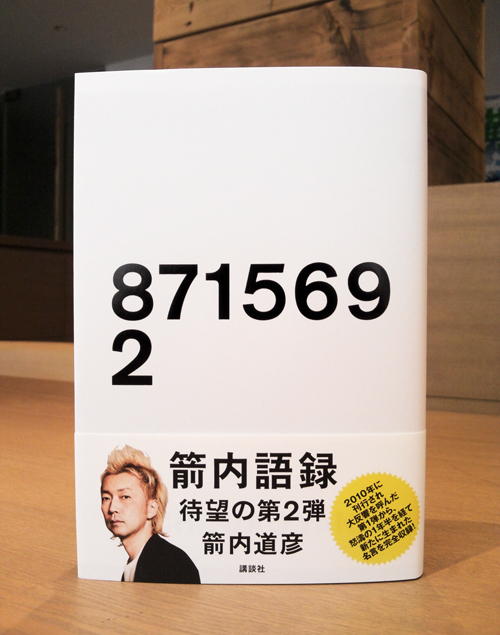 871569
2
箭内語録
待望の第2弾
箭内道彦
講談社
2010年に
刊行され
大反響を呼んだ
第1弾から、
怒濤の1年半を経て
新たに生まれた
名言を完全収録!